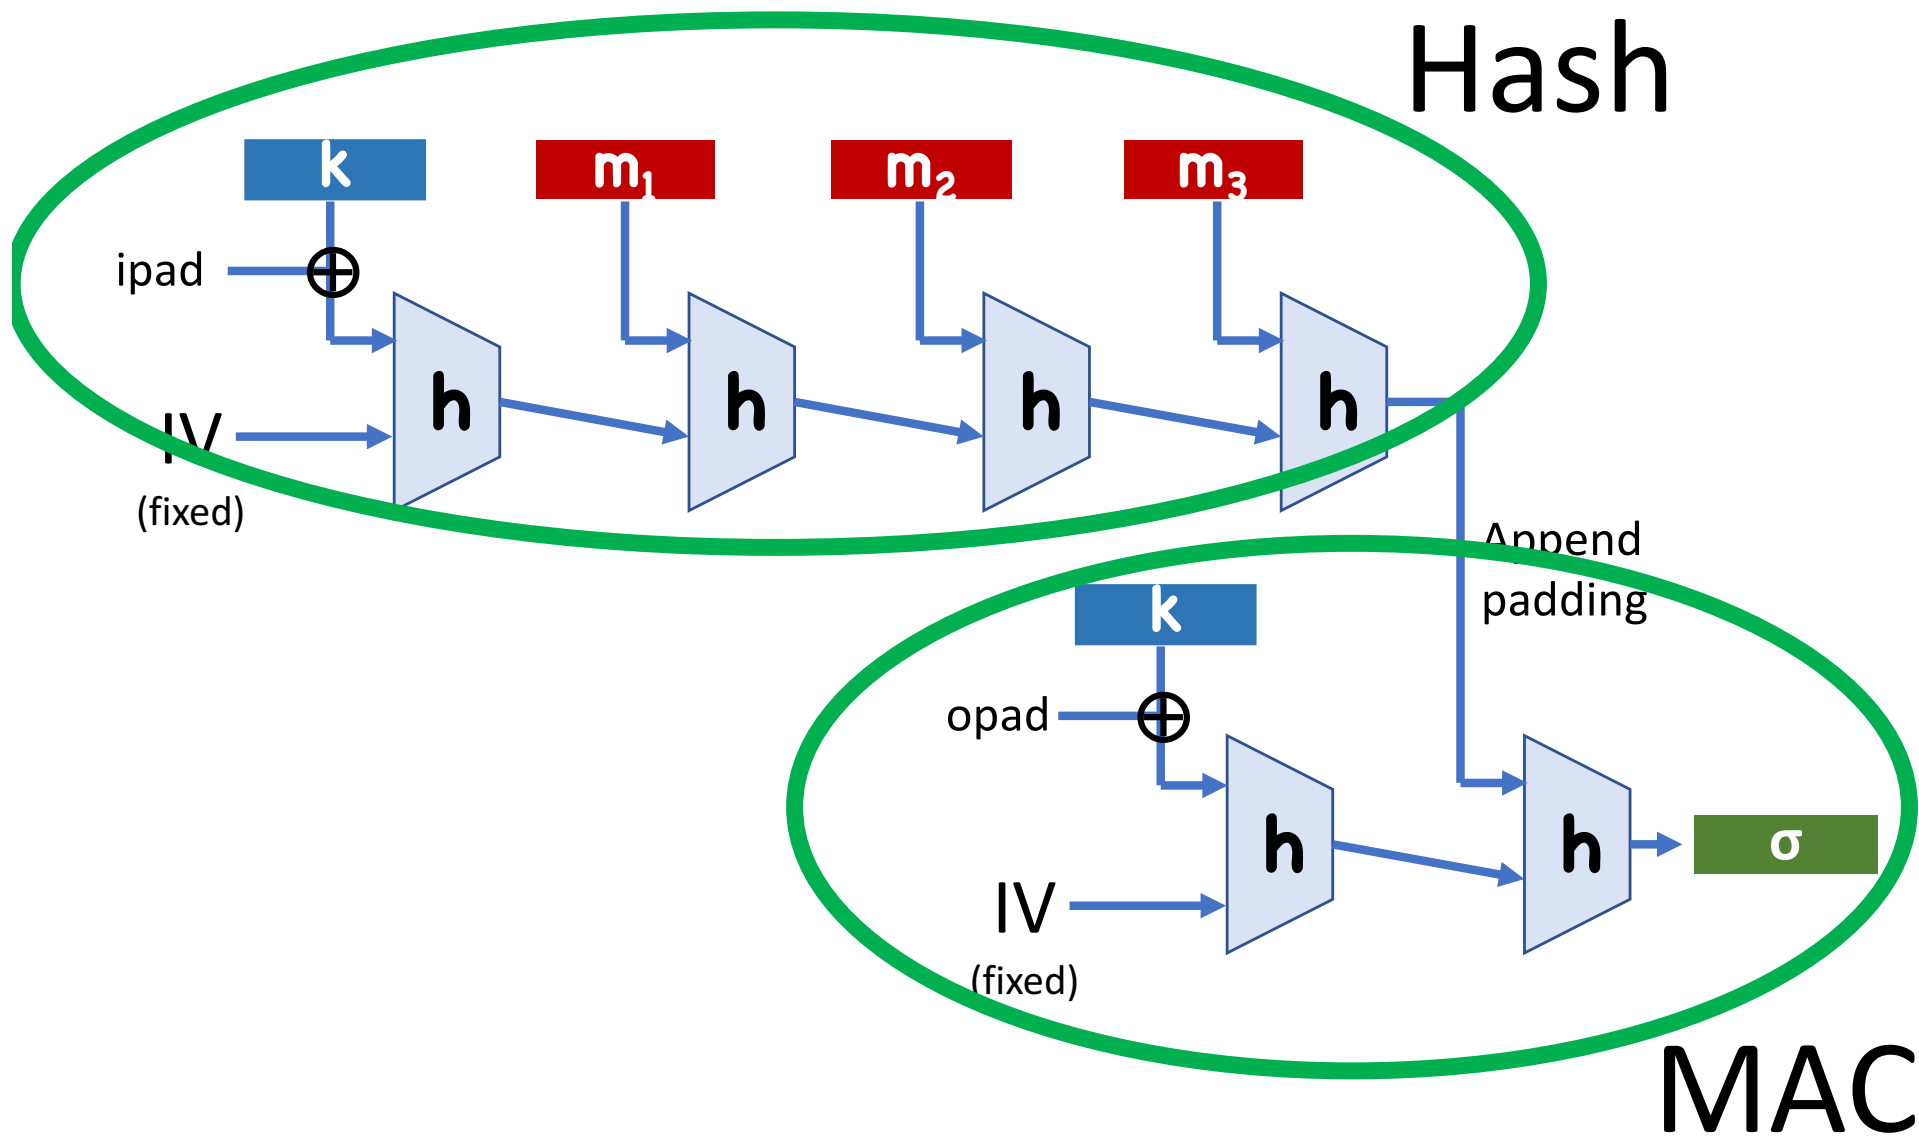 Hash
k
m1
m2
m3
ipad
h
h
h
h
IV
(fixed)
Append
padding
k
opad
h
h
σ
IV
(fixed)
MAC